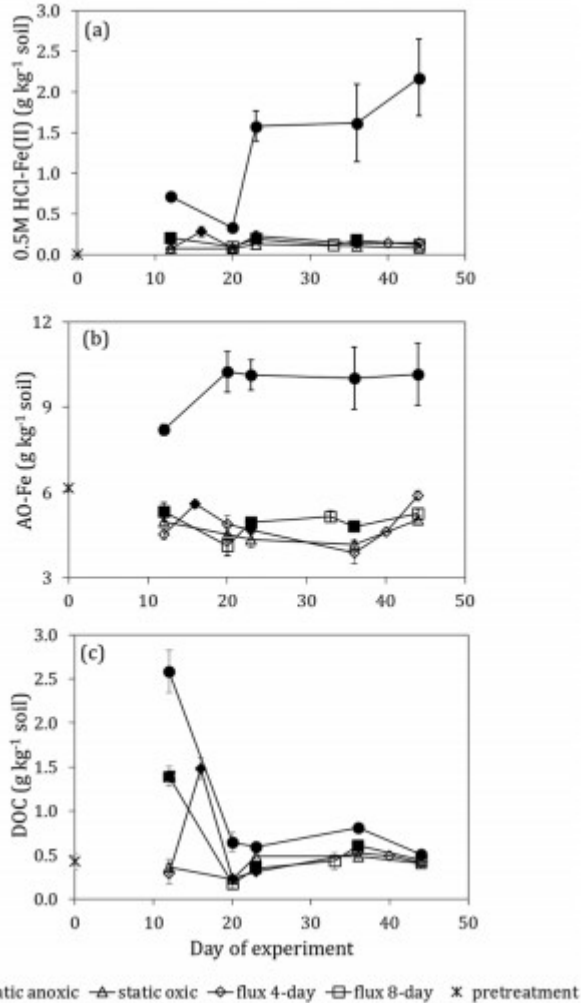 (a)
0.5M HCl-Fe(II) (g kg⁻¹ soil)
3.0
2.5
2.0
1.5
1.0
0.5
0.0
0 10 20 30 40 50
(b)
AO-Fe (g kg⁻¹ soil)
12
9
6
3
0 10 20 30 40 50
(c)
DOC (g kg⁻¹ soil)
3.0
2.5
2.0
1.5
1.0
0.5
0.0
0 10 20 30 40 50
Day of experiment
atic anoxic static oxic flux 4-day flux 8-day pretreatment